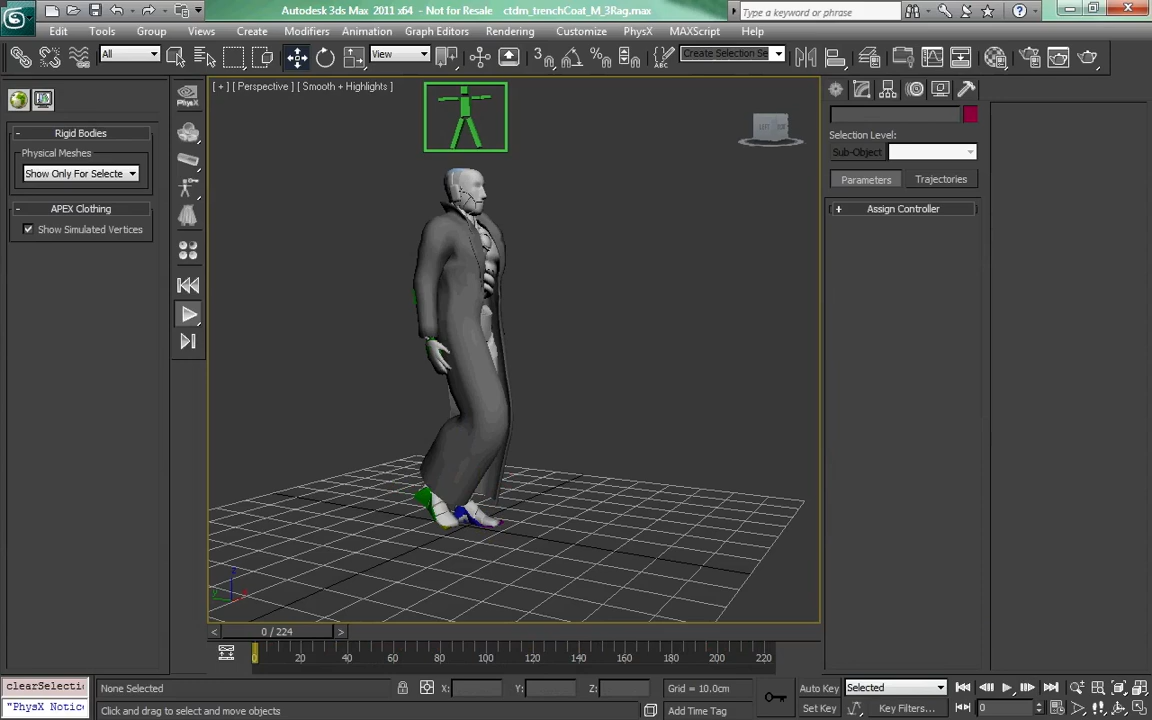 Autodesk 3ds Max 2011 x64 - Not for Resale ctdm_trenchCoat_M_3Rag.max
Type a keyword or phrase
Edit Tools Group Views Create Modifiers Animation Graph Editors Rendering Customize PhysX MAXScript Help
All
View
Create Selection Se
[ + ] [ Perspective ] [ Smooth + Highlights ]
PhysX
Rigid Bodies
Physical Meshes
Show Only For Selecte
APEX Clothing
Show Simulated Vertices
Selection Level:
Sub-Object
Parameters
Trajectories
Assign Controller
0 / 224
20 40 60 80 100 120 140 160 180 200 220
clearSelecti
"PhysX Notic
None Selected
X:
Y:
Z:
Grid = 10.0cm
Auto Key
Selected
Click and drag to select and move objects
Add Time Tag
Set Key
Key Filters...
0